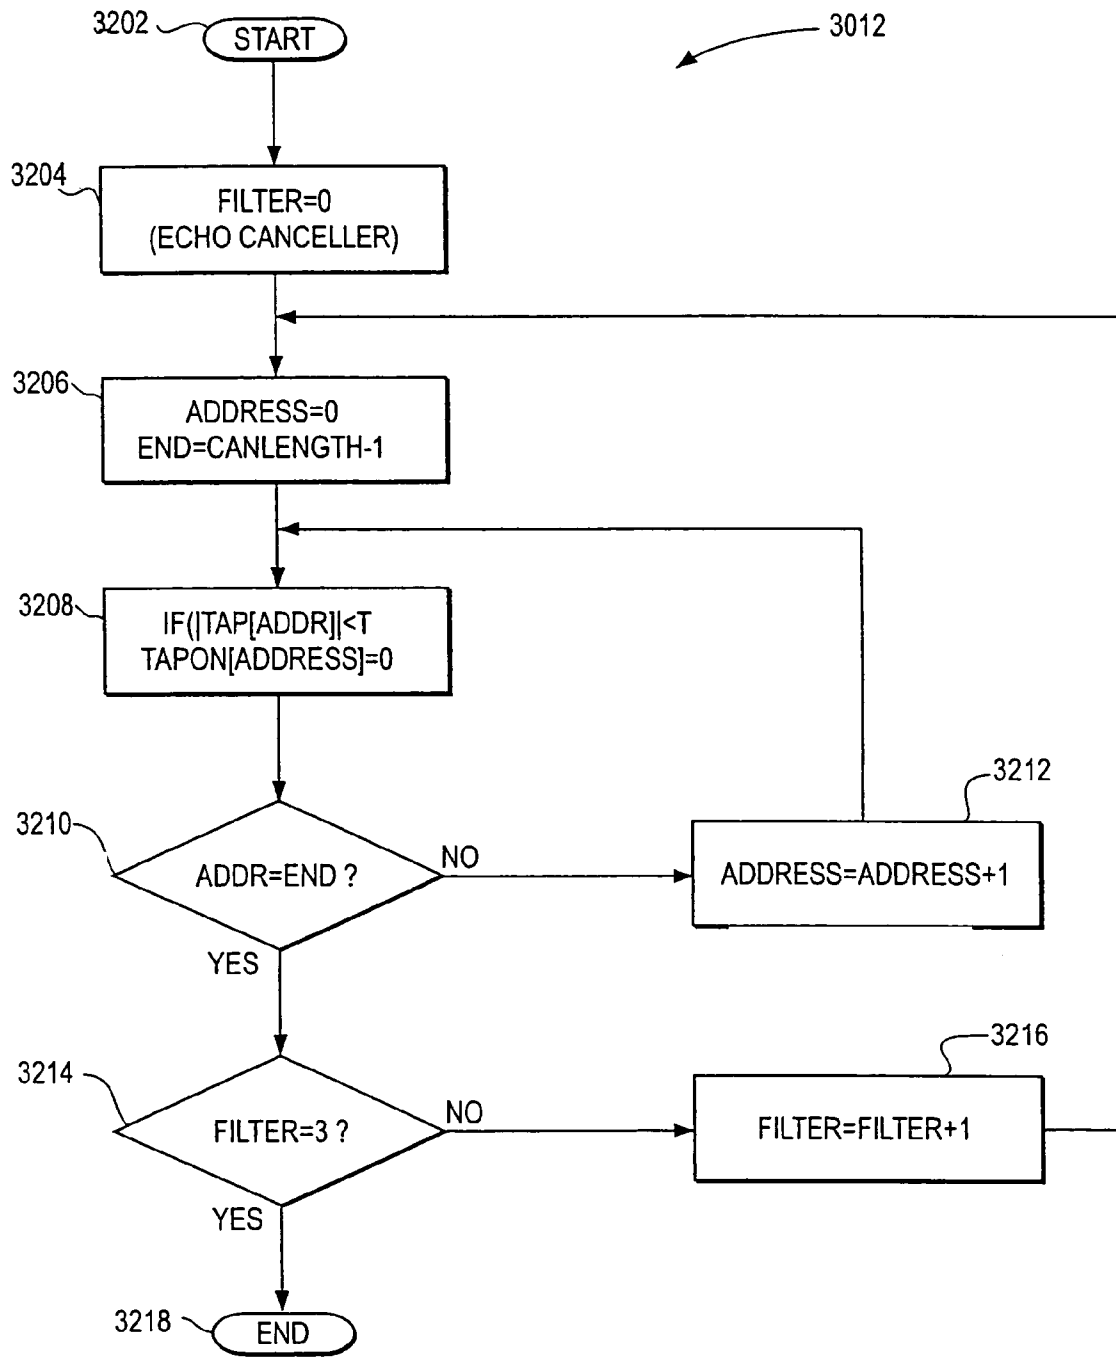 3202
START
3012
3204
FILTER=0
(ECHO CANCELLER)
3206
ADDRESS=0
END=CANLENGTH-1
3208
IF(|TAP[ADDR]|<T
TAPON[ADDRESS]=0
3210
ADDR=END ?
NO
3212
ADDRESS=ADDRESS+1
YES
3214
FILTER=3 ?
NO
3216
FILTER=FILTER+1
YES
3218
END